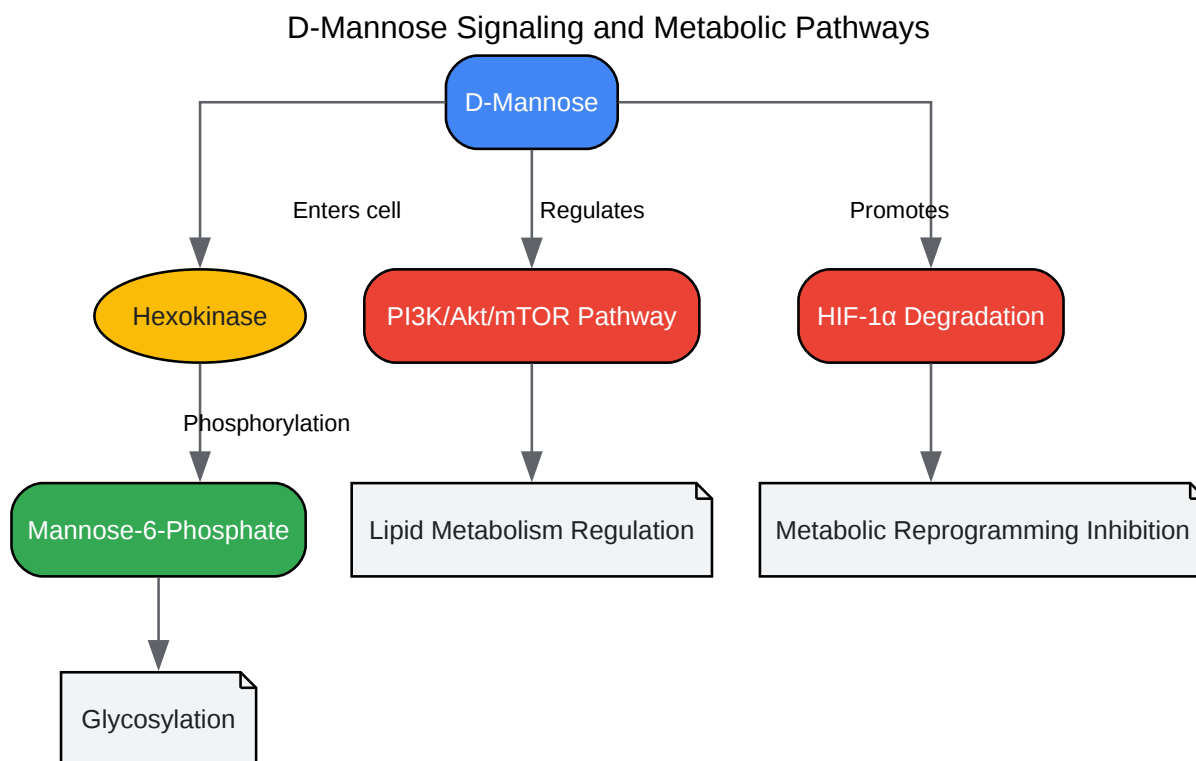 D-Mannose Signaling and Metabolic Pathways
D-Mannose
Enters cell
Regulates
Promotes
Hexokinase
PI3K/Akt/mTOR Pathway
HIF-1α Degradation
Phosphorylation
Mannose-6-Phosphate
Lipid Metabolism Regulation
Metabolic Reprogramming Inhibition
Glycosylation